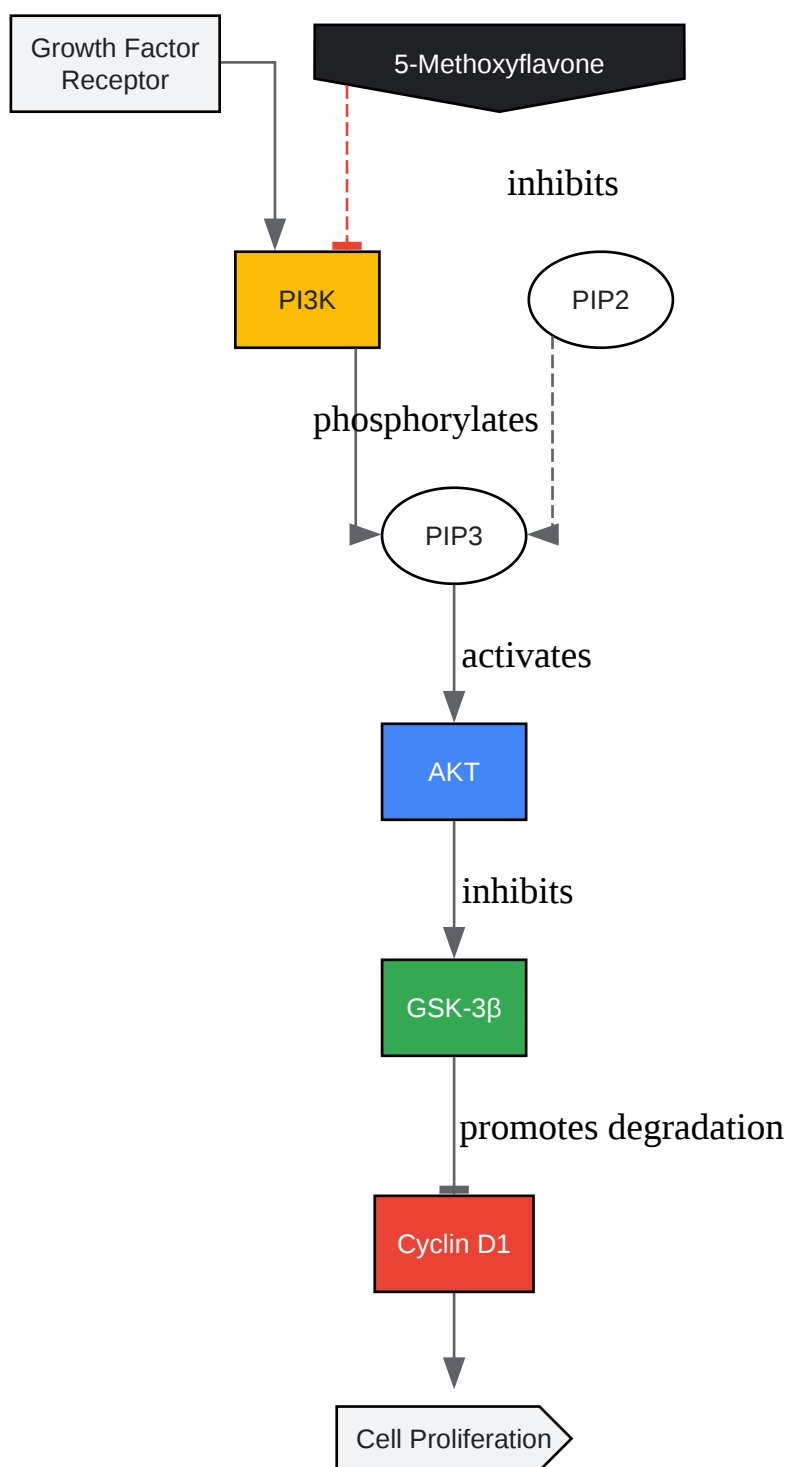 Growth Factor
Receptor
5-Methoxyflavone
inhibits
PI3K
PIP2
phosphorylates
PIP3
activates
AKT
inhibits
GSK-3β
promotes degradation
Cyclin D1
Cell Proliferation